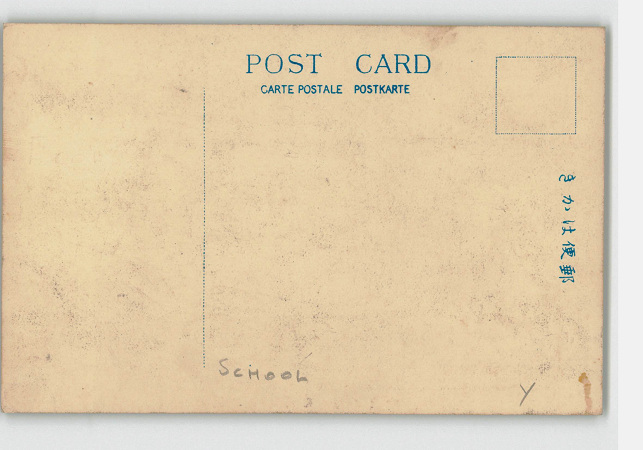 POST CARD
CARTE POSTALE POSTKARTE
きかは便郵
SCHOOL
Y